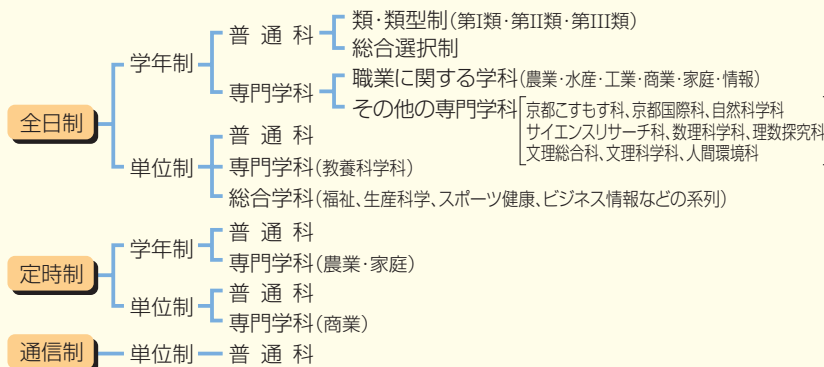 全日制
学年制
普通科
類・類型制(第I類・第II類・第III類)
総合選択制
専門学科
職業に関する学科(農業・水産・工業・商業・家庭・情報)
その他の専門学科
京都こすもす科、京都国際科、自然科学科
サイエンスリサーチ科、数理科学科、理数探究科
文理総合科、文理科学科、人間環境科
単位制
普通科
専門学科(教養科学科)
総合学科(福祉、生産科学、スポーツ健康、ビジネス情報などの系列)
定時制
学年制
普通科
専門学科(農業・家庭)
単位制
普通科
専門学科(商業)
通信制
単位制
普通科